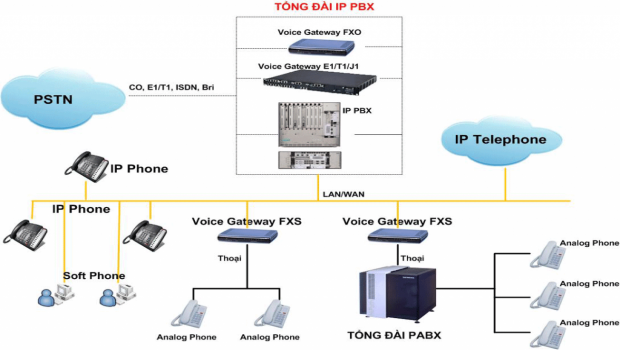 TỔNG ĐÀI IP PBX
Voice Gateway FXO
Voice Gateway E1/T1/J1
PSTN
CO, E1/T1, ISDN, Bri
IP PBX
IP Telephone
IP Phone
LAN/WAN
IP Phone
Voice Gateway FXS
Voice Gateway FXS
Analog Phone
Thoại
Thoại
Soft Phone
Analog Phone
Analog Phone
Analog Phone
TỔNG ĐÀI PABX
Analog Phone